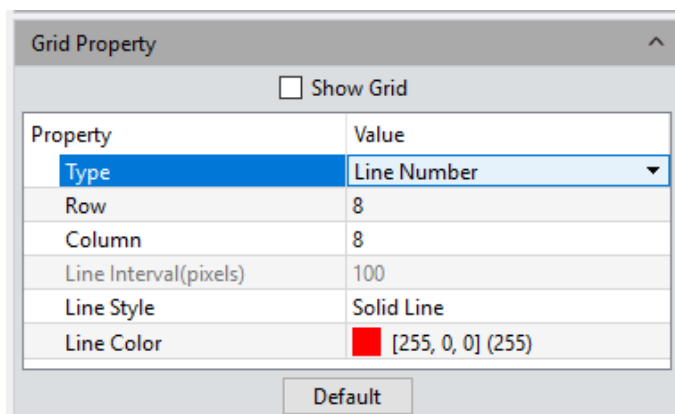 Grid Property
Show Grid
Property Value
Type Line Number
Row 8
Column 8
Line Interval(pixels) 100
Line Style Solid Line
Line Color [255, 0, 0] (255)
Default